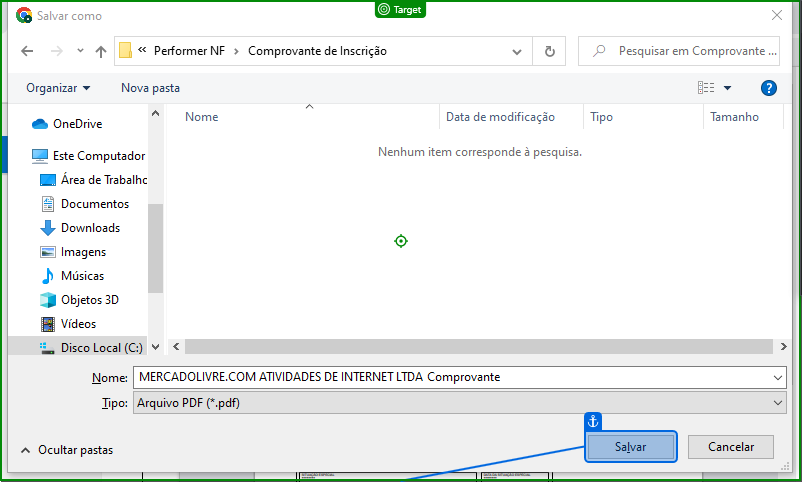 Salvar como
Target
« Performer NF > Comprovante de Inscrição
Pesquisar em Comprovante ...
Organizar
Nova pasta
Nome
Data de modificação
Tipo
Tamanho
Nenhum item corresponde à pesquisa.
OneDrive
Este Computador
Área de Trabalho
Documentos
Downloads
Imagens
Músicas
Objetos 3D
Vídeos
Disco Local (C:)
Nome: MERCADOLIVRE.COM ATIVIDADES DE INTERNET LTDA Comprovante
Tipo: Arquivo PDF (*.pdf)
Ocultar pastas
Salvar
Cancelar